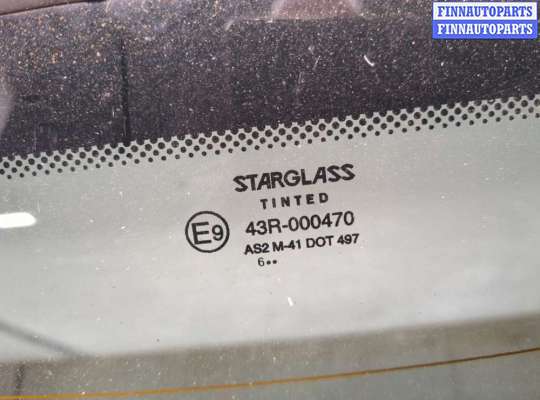 FINNAUTOPARTS
FINNAUTOPARTS
STARGLASS
TINTED
E9 43R-000470
AS2 M-41 DOT 497
6••